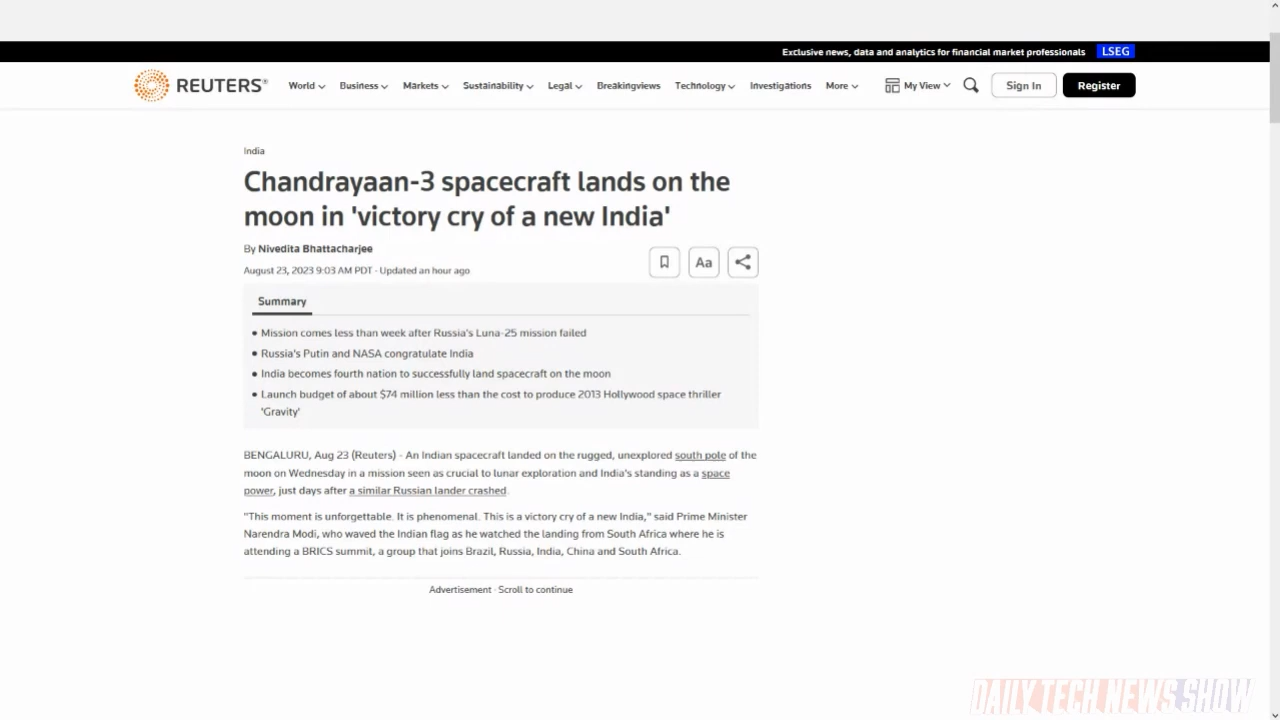 Exclusive news, data and analytics for financial market professionals LSEG
REUTERS® World Business Markets Sustainability Legal Breakingviews Technology Investigations More My View Sign In Register
India
Chandrayaan-3 spacecraft lands on the
moon in 'victory cry of a new India'
By Nivedita Bhattacharjee
August 23, 2023 9:03 AM PDT · Updated an hour ago
Aa
Summary
• Mission comes less than week after Russia's Luna-25 mission failed
• Russia's Putin and NASA congratulate India
• India becomes fourth nation to successfully land spacecraft on the moon
• Launch budget of about $74 million less than the cost to produce 2013 Hollywood space thriller
'Gravity'
BENGALURU, Aug 23 (Reuters) - An Indian spacecraft landed on the rugged, unexplored south pole of the
moon on Wednesday in a mission seen as crucial to lunar exploration and India's standing as a space
power, just days after a similar Russian lander crashed.
"This moment is unforgettable. It is phenomenal. This is a victory cry of a new India," said Prime Minister
Narendra Modi, who waved the Indian flag as he watched the landing from South Africa where he is
attending a BRICS summit, a group that joins Brazil, Russia, India, China and South Africa.
Advertisement · Scroll to continue
DAILY TECH NEWS SHOW